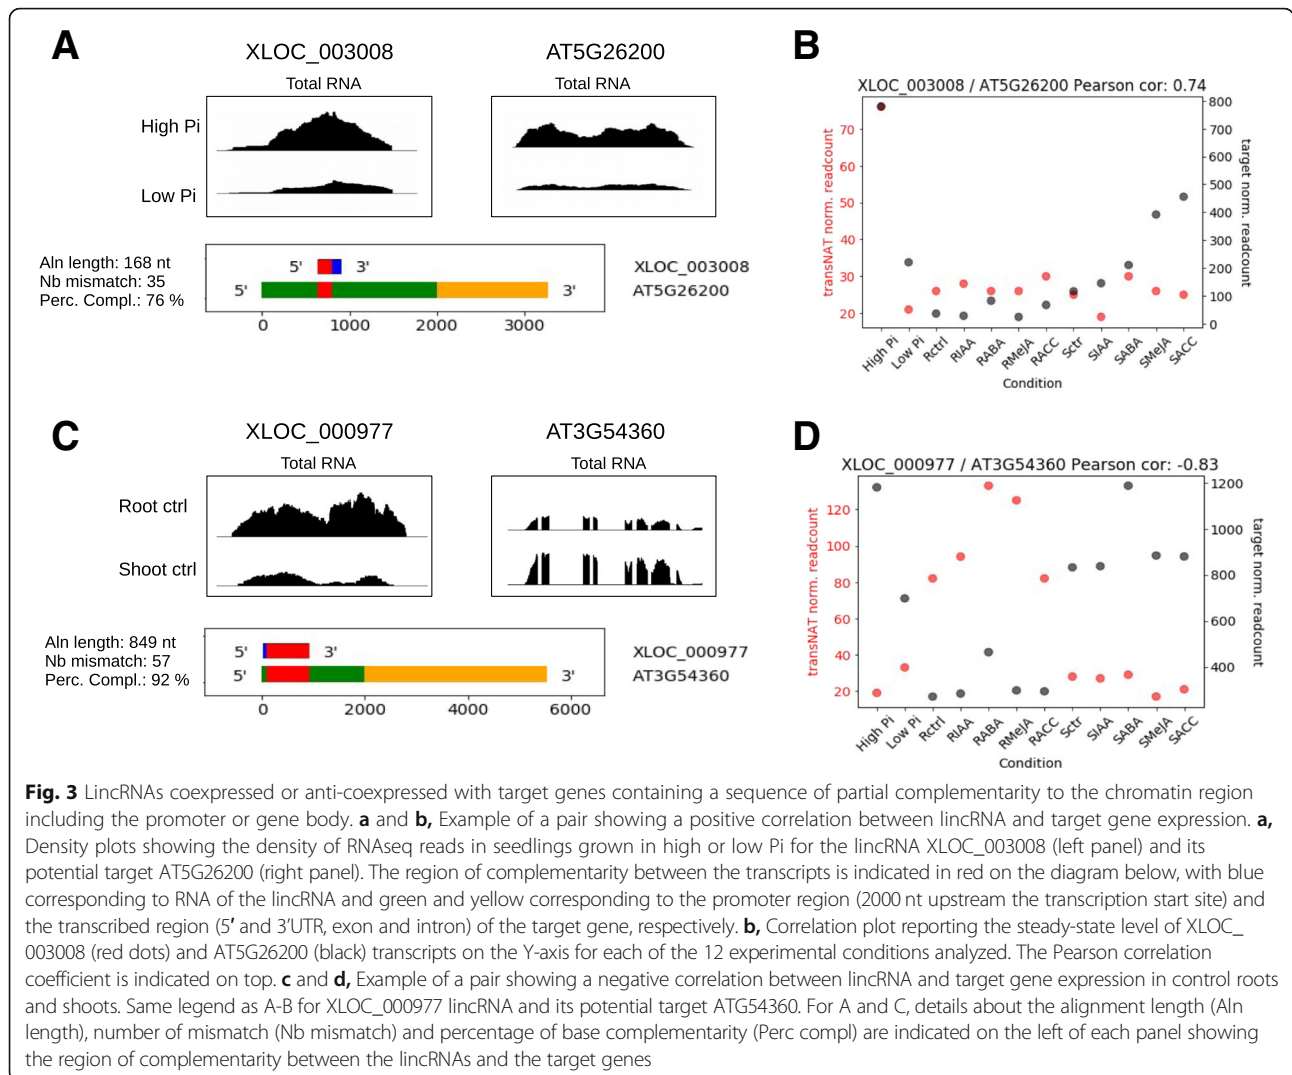 A
XLOC_003008
AT5G26200
Total RNA
Total RNA
High Pi
Low Pi
Aln length: 168 nt
Nb mismatch: 35
Perc. Compl.: 76 %
5'
3'
XLOC_003008
5'
3'
AT5G26200
0
1000
2000
3000
B
XLOC_003008 / AT5G26200 Pearson cor: 0.74
transNAT norm. readcount
70
60
50
40
30
20
800
700
600
500
400
300
200
100
0
target norm. readcount
High Pi
Low Pi
Rctrl
RIAA
RABA
RMeJA
RACC
Sctr
SIAA
SABA
SMeJA
SACC
Condition
C
XLOC_000977
AT3G54360
Total RNA
Total RNA
Root ctrl
Shoot ctrl
Aln length: 849 nt
Nb mismatch: 57
Perc. Compl.: 92 %
5'
3'
XLOC_000977
5'
3'
AT3G54360
0
2000
4000
6000
D
XLOC_000977 / AT3G54360 Pearson cor: -0.83
transNAT norm. readcount
120
100
80
60
40
20
1200
1000
800
600
400
target norm. readcount
High Pi
Low Pi
Rctrl
RIAA
RABA
RMeJA
RACC
Sctr
SIAA
SABA
SMeJA
SACC
Condition
Fig. 3 LincRNAs coexpressed or anti-coexpressed with target genes containing a sequence of partial complementarity to the chromatin region
including the promoter or gene body. a and b, Example of a pair showing a positive correlation between lincRNA and target gene expression. a,
Density plots showing the density of RNAseq reads in seedlings grown in high or low Pi for the lincRNA XLOC_003008 (left panel) and its
potential target AT5G26200 (right panel). The region of complementarity between the transcripts is indicated in red on the diagram below, with blue
corresponding to RNA of the lincRNA and green and yellow corresponding to the promoter region (2000 nt upstream the transcription start site) and
the transcribed region (5′ and 3’UTR, exon and intron) of the target gene, respectively. b, Correlation plot reporting the steady-state level of XLOC_
003008 (red dots) and AT5G26200 (black) transcripts on the Y-axis for each of the 12 experimental conditions analyzed. The Pearson correlation
coefficient is indicated on top. c and d, Example of a pair showing a negative correlation between lincRNA and target gene expression in control roots
and shoots. Same legend as A-B for XLOC_000977 lincRNA and its potential target ATG54360. For A and C, details about the alignment length (Aln
length), number of mismatch (Nb mismatch) and percentage of base complementarity (Perc compl) are indicated on the left of each panel showing
the region of complementarity between the lincRNAs and the target genes